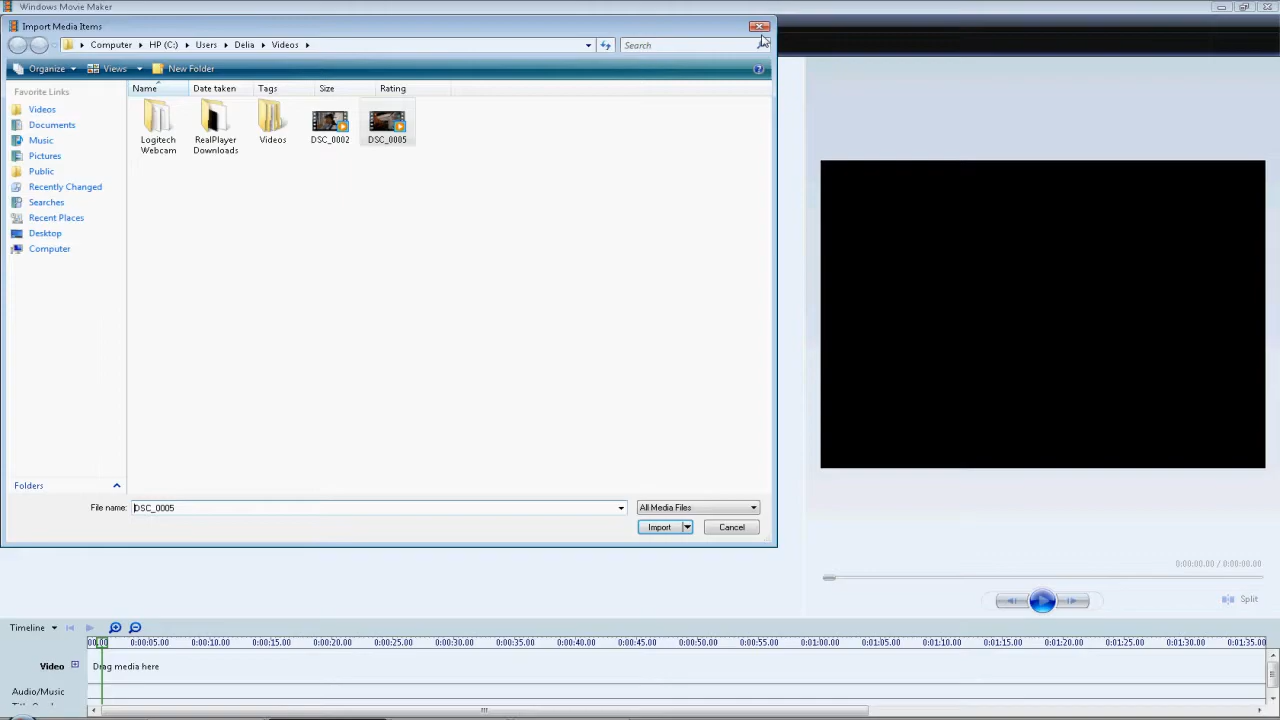 Windows Movie Maker
Import Media Items
Computer HP (C:) Users Delia Videos Search
Organize Views New Folder
Favorite Links
Videos
Documents
Music
Pictures
Public
Recently Changed
Searches
Recent Places
Desktop
Computer
Folders
Name Date taken Tags Size Rating
Logitech Webcam
RealPlayer Downloads
Videos
DSC_0002
DSC_0005
File name: DSC_0005 All Media Files
Import Cancel
0:00:00.00 / 0:00:00.00
Split
Timeline
0:00:05.00 0:00:10.00 0:00:15.00 0:00:20.00 0:00:25.00 0:00:30.00 0:00:35.00 0:00:40.00 0:00:45.00 0:00:50.00 0:00:55.00 0:01:00.00 0:01:05.00 0:01:10.00 0:01:15.00 0:01:20.00 0:01:25.00 0:01:30.00 0:01:35.00
Video Drag media here
Audio/Music